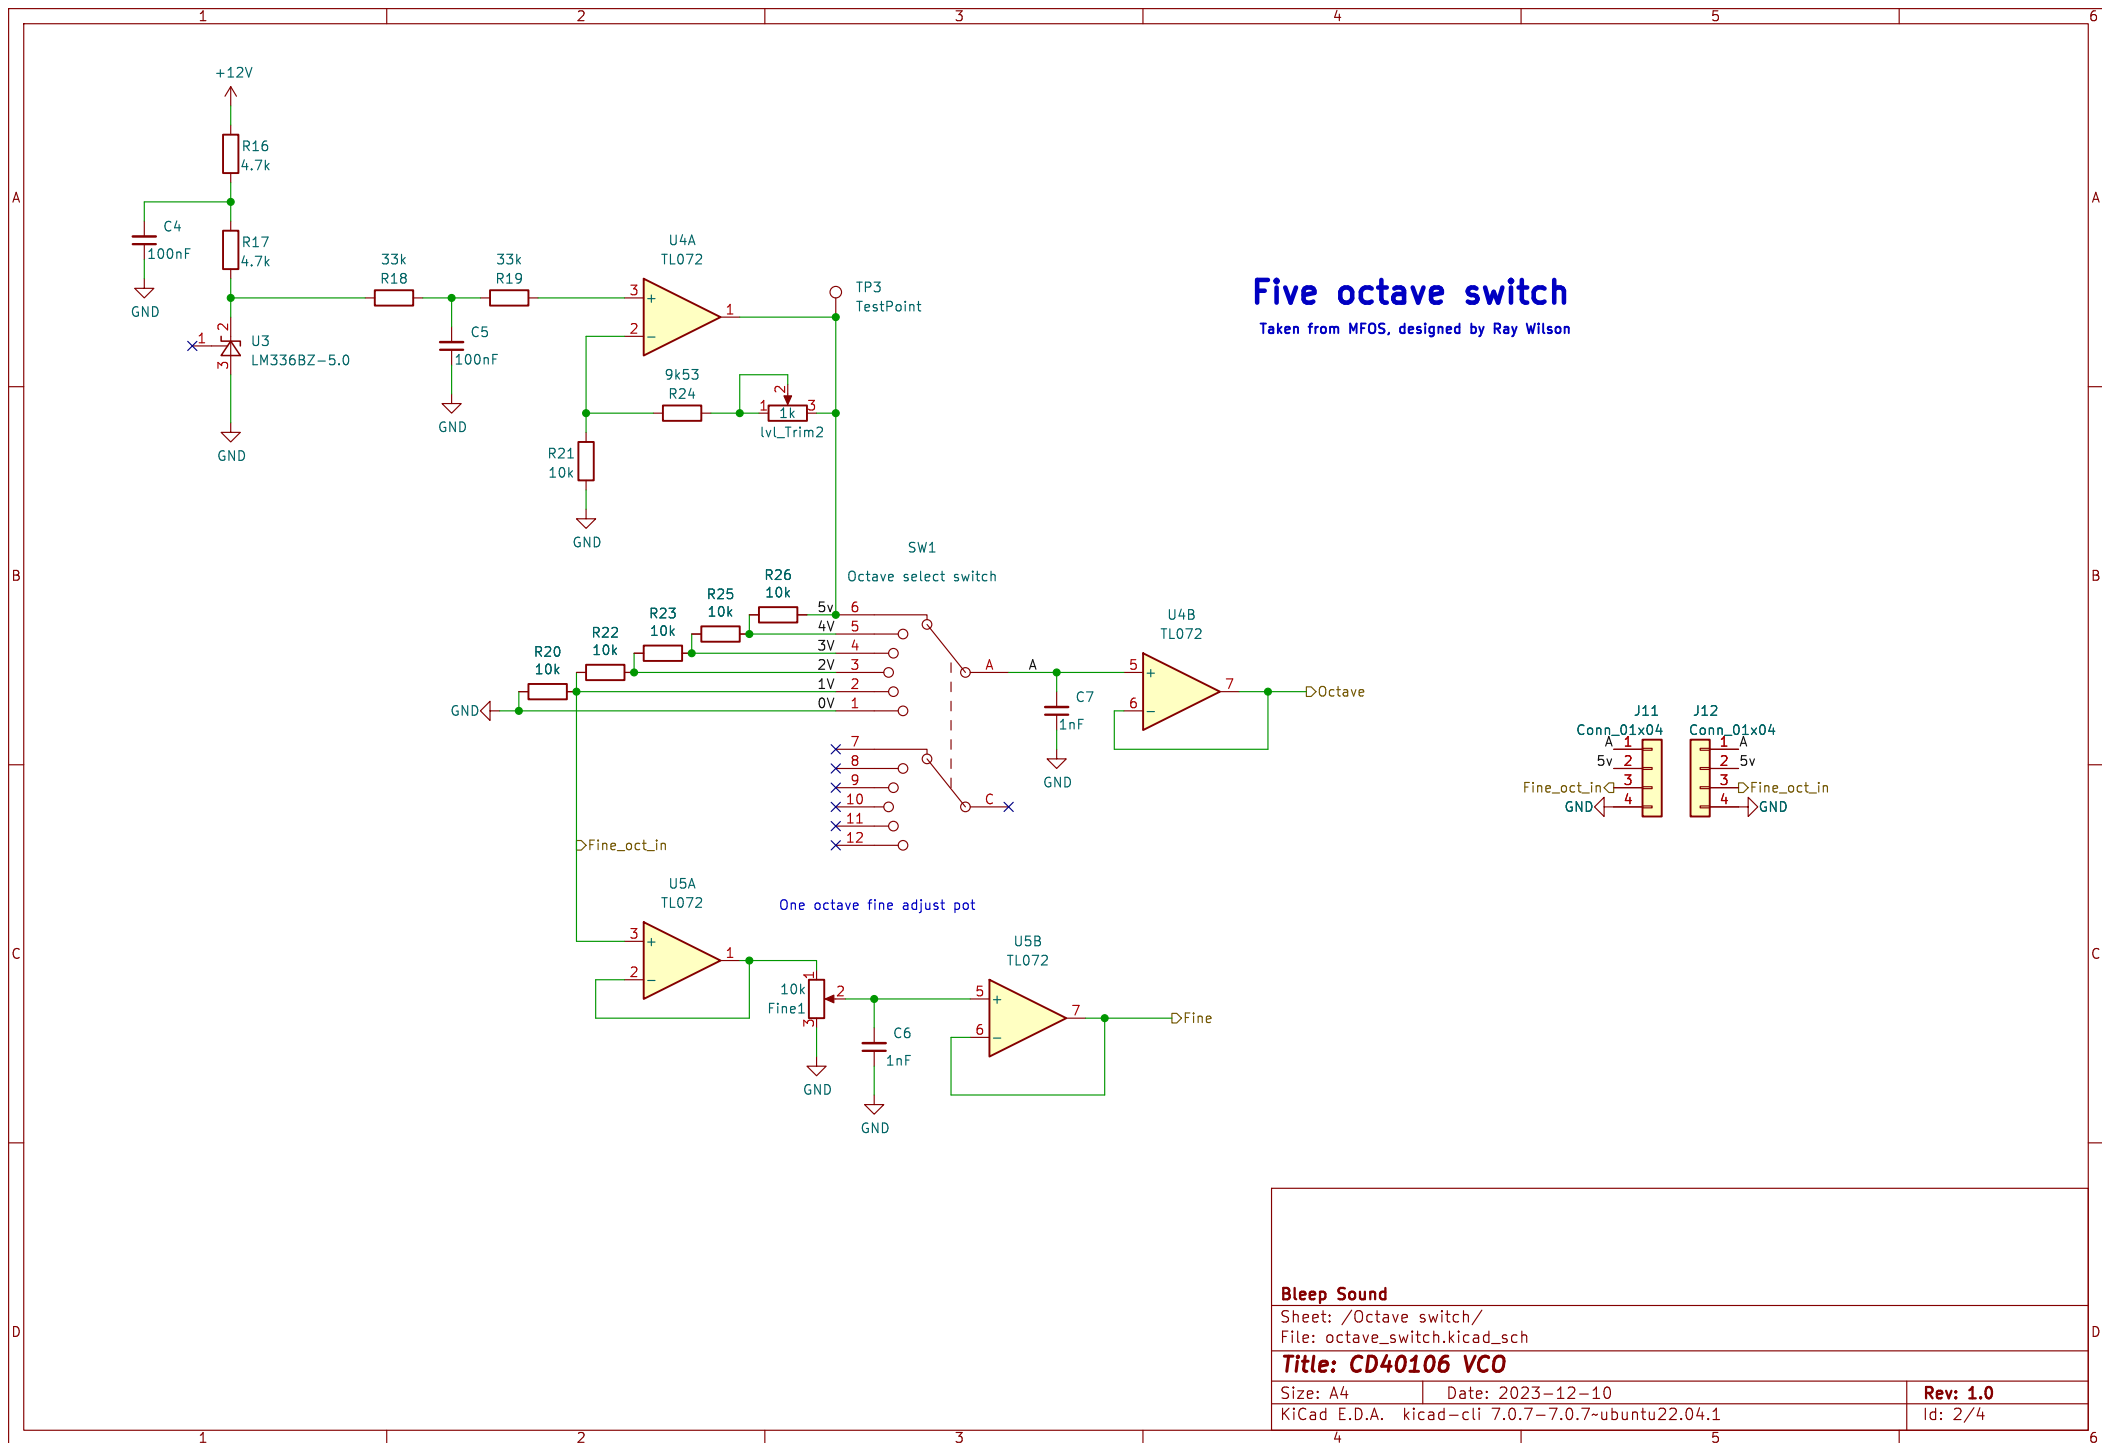 1 2 3 4 5 6
A A
B B
C C
D D
+12V
R16
4.7k
C4
100nF
GND
R17
4.7k
2
1
3
U3
LM336BZ-5.0
GND
33k
R18
33k
R19
C5
100nF
GND
U4A
TL072
3
+
2
-
1
TP3
TestPoint
9k53
R24
2
1
1k
3
lvl_Trim2
R21
10k
GND
Five octave switch
Taken from MFOS, designed by Ray Wilson
SW1
Octave select switch
R26
10k
R25
10k
R23
10k
R22
10k
R20
10k
GND
5v 6
4V 5
3V 4
2V 3
1V 2
0V 1
7
8
9
10
11
12
A A
C
C7
1nF
GND
U4B
TL072
5
+
6
-
7
Octave
J11
Conn_01x04
A 1
5v 2
Fine_oct_in 3
GND 4
J12
Conn_01x04
1 A
2 5v
3 Fine_oct_in
4 GND
Fine_oct_in
U5A
TL072
3
+
2
-
1
One octave fine adjust pot
1
10k
Fine1
2
3
GND
C6
1nF
GND
U5B
TL072
5
+
6
-
7
Fine
Bleep Sound
Sheet: /Octave switch/
File: octave_switch.kicad_sch
Title: CD40106 VCO
Size: A4 Date: 2023-12-10 Rev: 1.0
KiCad E.D.A. kicad-cli 7.0.7-7.0.7~ubuntu22.04.1 Id: 2/4
1 2 3 4 5 6